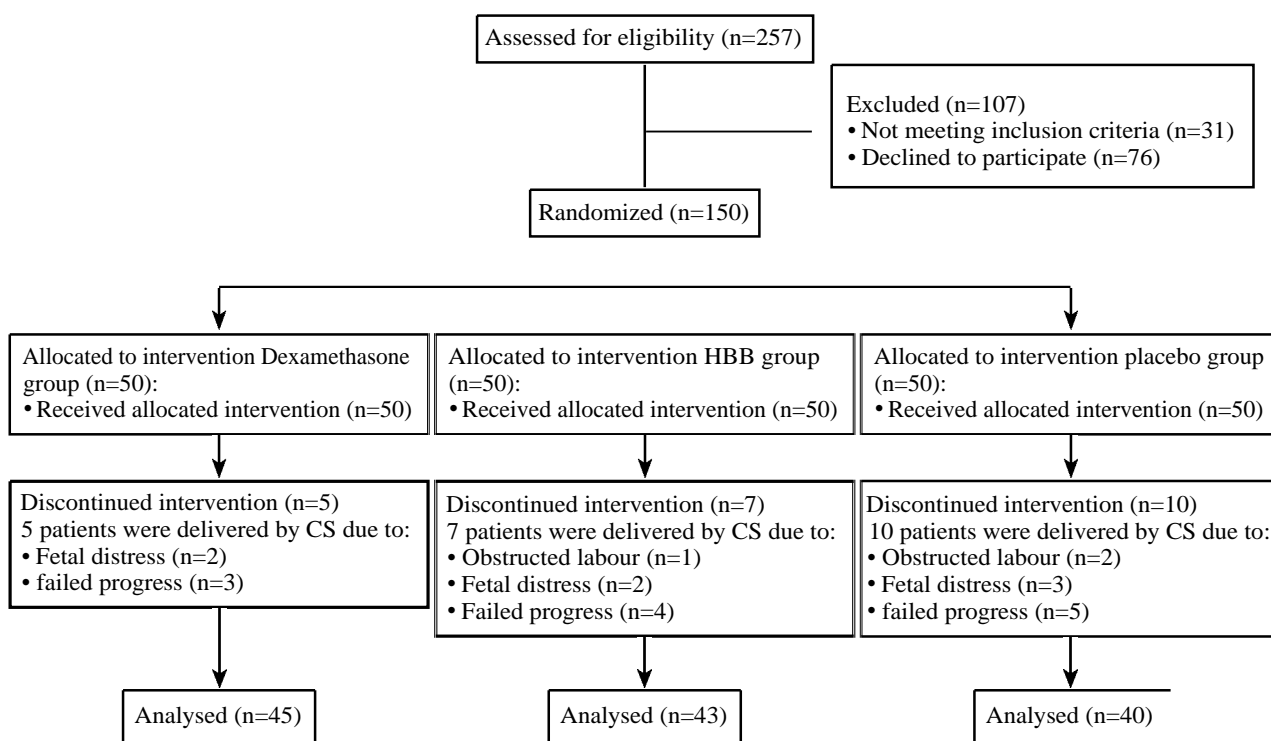 Assessed for eligibility (n=257)
Excluded (n=107)
• Not meeting inclusion criteria (n=31)
• Declined to participate (n=76)
Randomized (n=150)
Allocated to intervention Dexamethasone
group (n=50):
• Received allocated intervention (n=50)
Allocated to intervention HBB group
(n=50):
• Received allocated intervention (n=50)
Allocated to intervention placebo group
(n=50):
• Received allocated intervention (n=50)
Discontinued intervention (n=5)
5 patients were delivered by CS due to:
• Fetal distress (n=2)
• failed progress (n=3)
Discontinued intervention (n=7)
7 patients were delivered by CS due to:
• Obstructed labour (n=1)
• Fetal distress (n=2)
• Failed progress (n=4)
Discontinued intervention (n=10)
10 patients were delivered by CS due to:
• Obstructed labour (n=2)
• Fetal distress (n=3)
• failed progress (n=5)
Analysed (n=45)
Analysed (n=43)
Analysed (n=40)